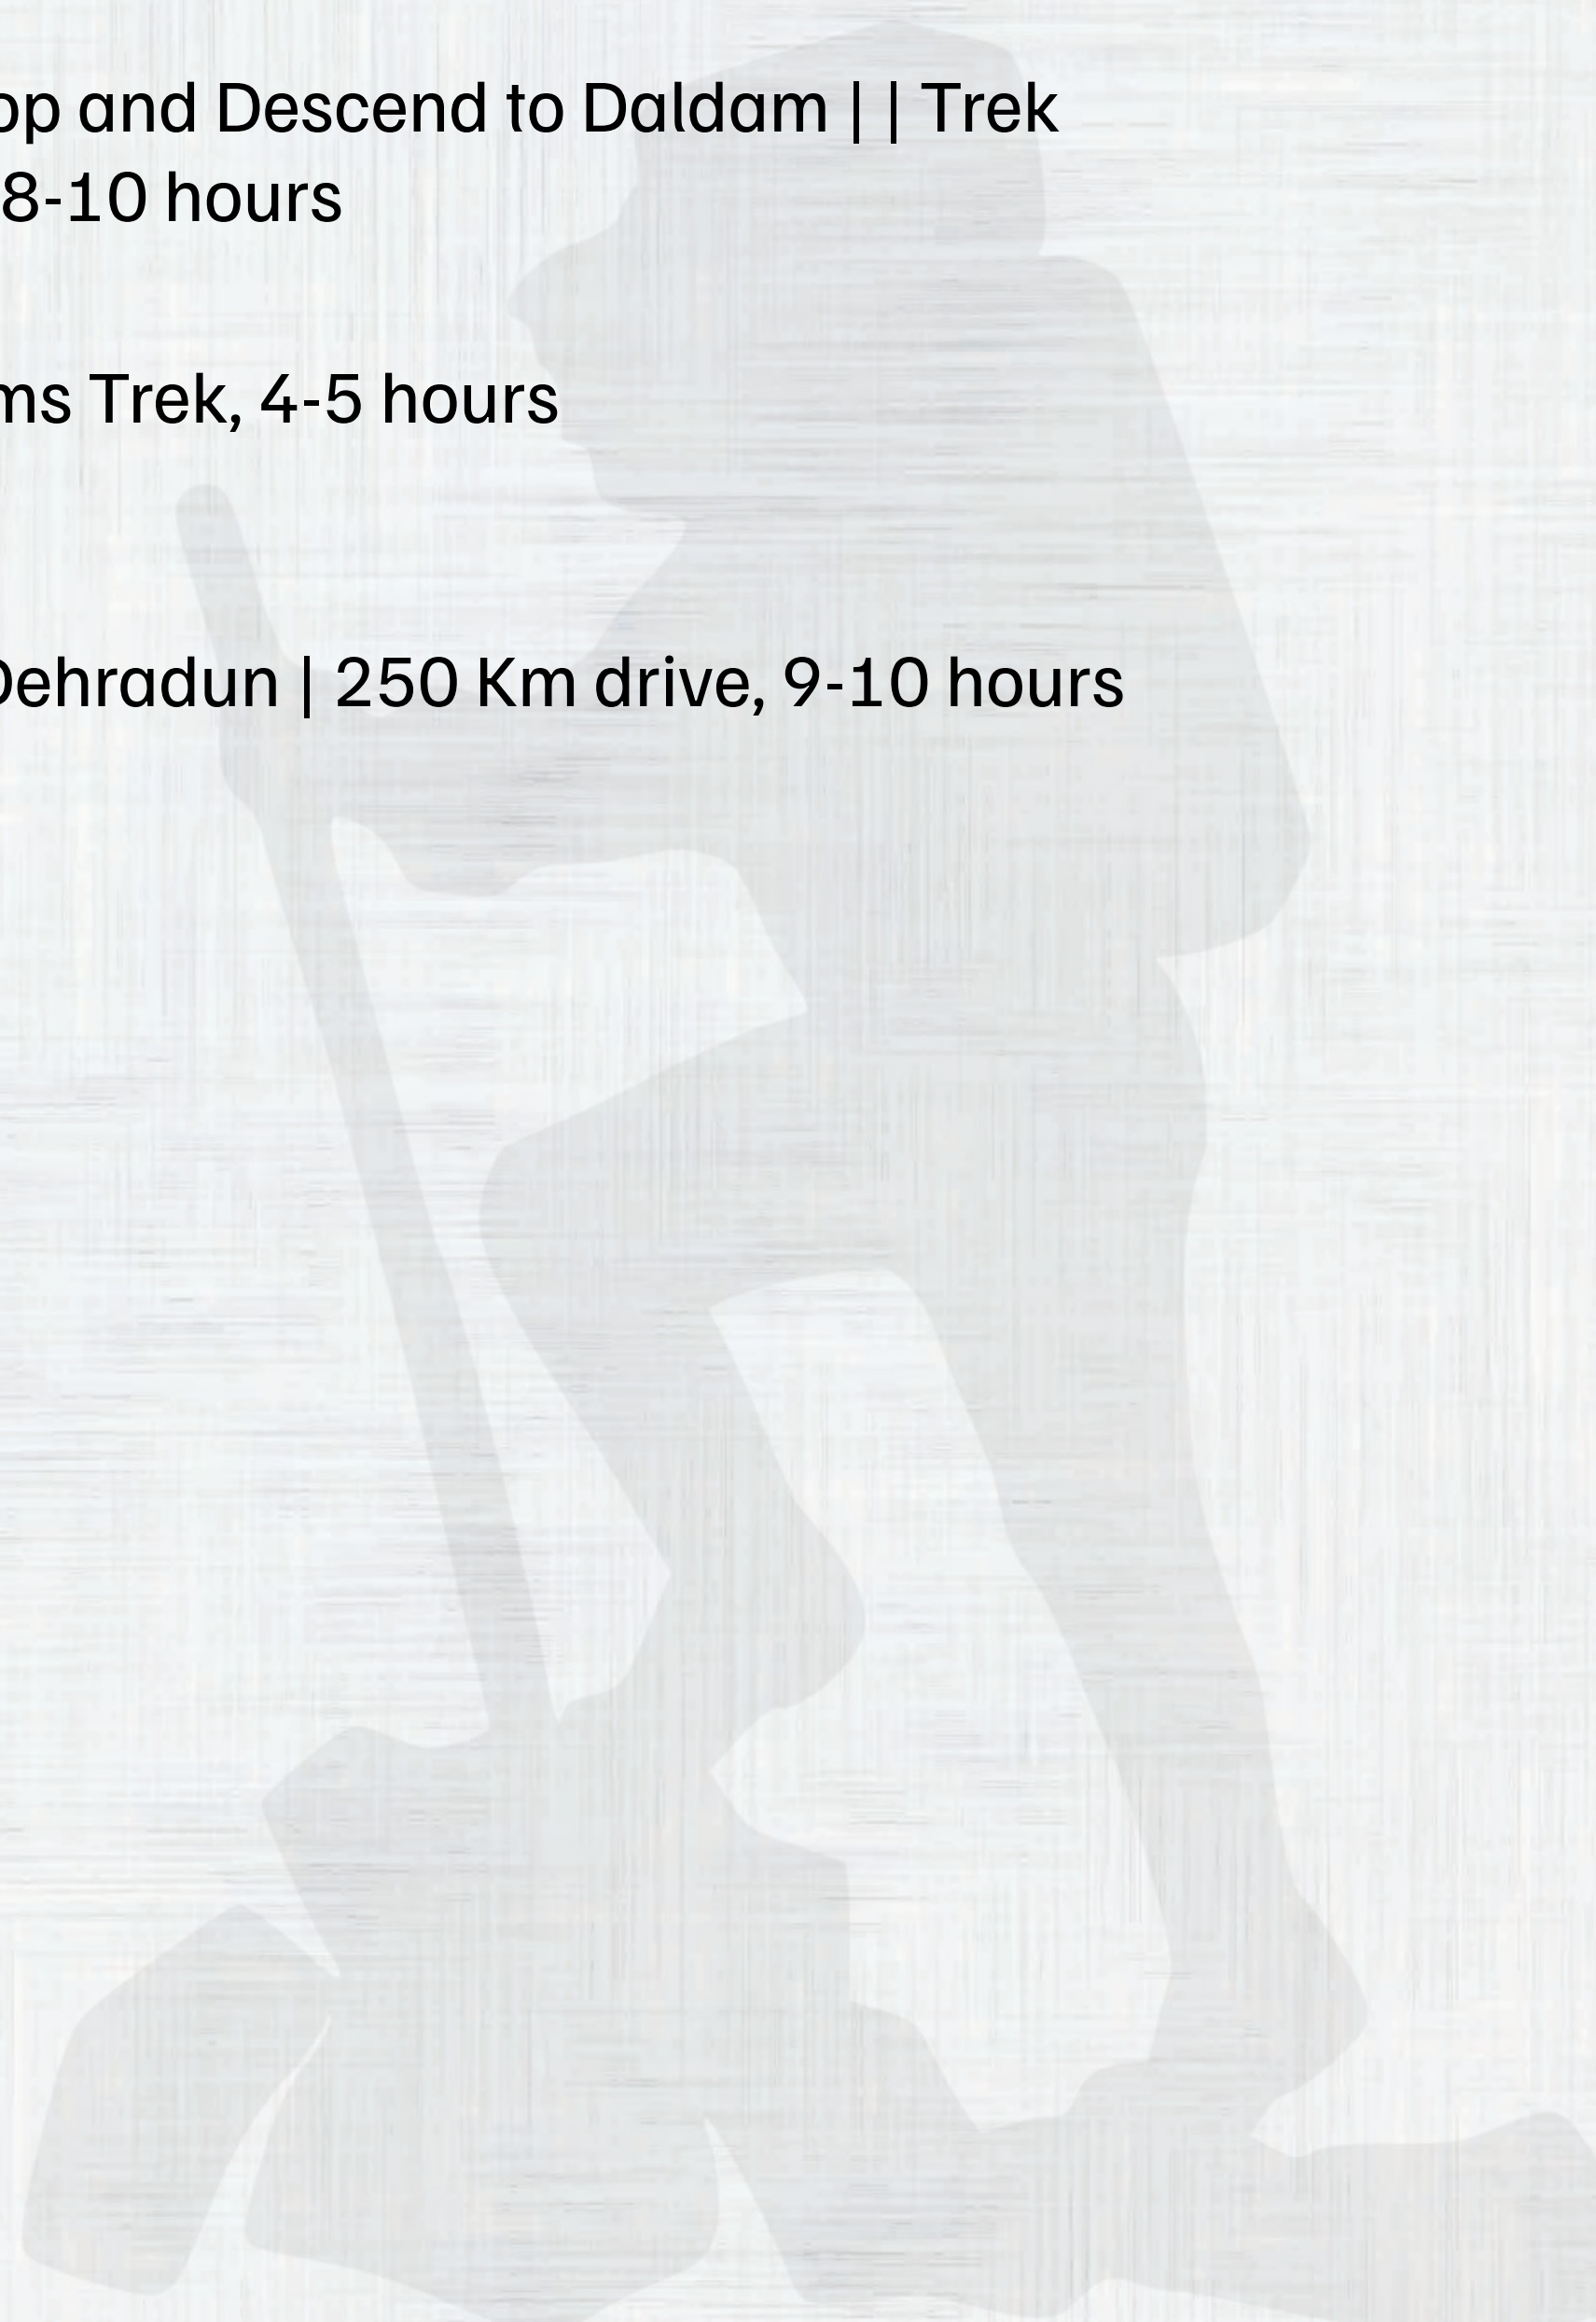 op and Descend to Daldam | | Trek
8-10 hours
ms Trek, 4-5 hours
Dehradun | 250 Km drive, 9-10 hours